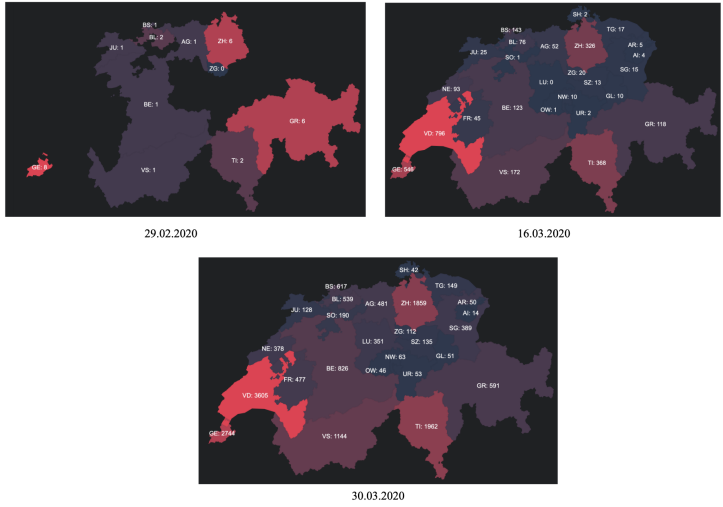 BS: 1
BL: 2
AG: 1
ZH: 6
JU: 1
ZG: 0
BE: 1
GR: 6
GE: 8
VS: 1
TI: 2
29.02.2020
SH: 2
BS: 143
TG: 17
BL: 76
AG: 52
ZH: 326
AR: 5
JU: 25
SO: 1
AI: 4
ZG: 20
SG: 15
LU: 0
SZ: 13
NE: 93
NW: 10
GL: 10
BE: 123
OW: 1
FR: 45
UR: 2
GR: 118
VD: 796
GE: 546
VS: 172
TI: 368
16.03.2020
SH: 42
BS: 617
TG: 149
BL: 539
AG: 481
ZH: 1859
AR: 50
JU: 128
SO: 190
AI: 14
ZG: 112
SG: 389
LU: 351
SZ: 135
NE: 378
NW: 63
GL: 51
BE: 826
OW: 46
UR: 53
FR: 477
GR: 591
VD: 3608
GE: 2744
VS: 1144
TI: 1962
30.03.2020